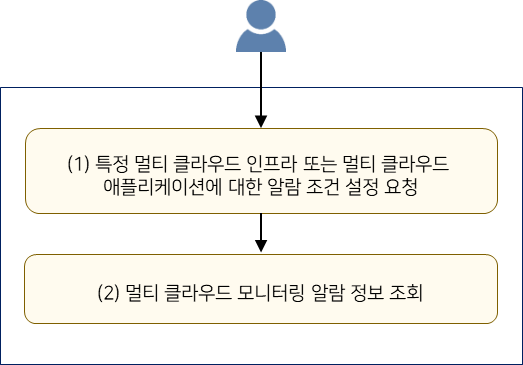 (1) 특정 멀티 클라우드 인프라 또는 멀티 클라우드
애플리케이션에 대한 알람 조건 설정 요청
(2) 멀티 클라우드 모니터링 알람 정보 조회